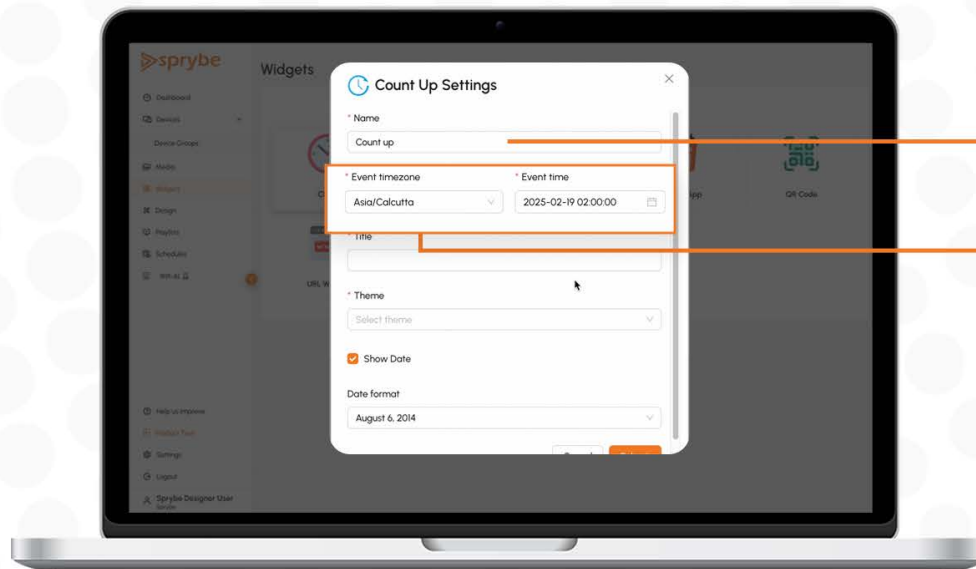 sprybe
Widgets
Dashboard
Devices
Device Groups
Media
Widgets
Design
Playlists
Schedules
URL W
QR Code
Help Us Improve
Settings
Logout
Sprybe Designer User
Sprybe
Count Up Settings
* Name
Count up
* Event timezone
* Event time
Asia/Calcutta
2025-02-19 02:00:00
* Title
* Theme
Select theme
Show Date
Date format
August 6, 2014